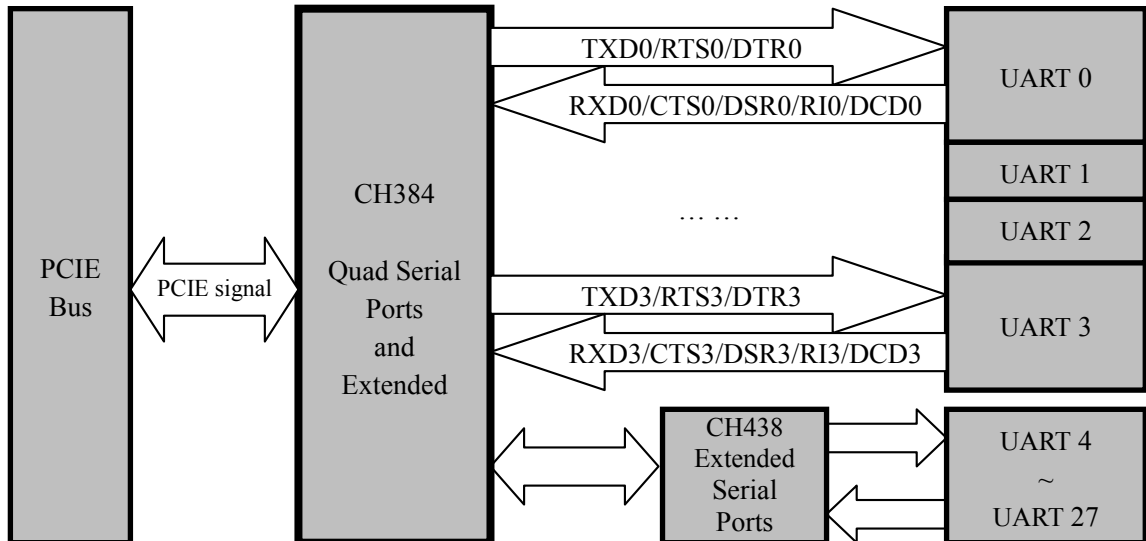 PCIE
Bus
PCIE signal
CH384
Quad Serial
Ports
and
Extended
TXD0/RTS0/DTR0
RXD0/CTS0/DSR0/RI0/DCD0
... ...
TXD3/RTS3/DTR3
RXD3/CTS3/DSR3/RI3/DCD3
CH438
Extended
Serial
Ports
UART 0
UART 1
UART 2
UART 3
UART 4
~
UART 27